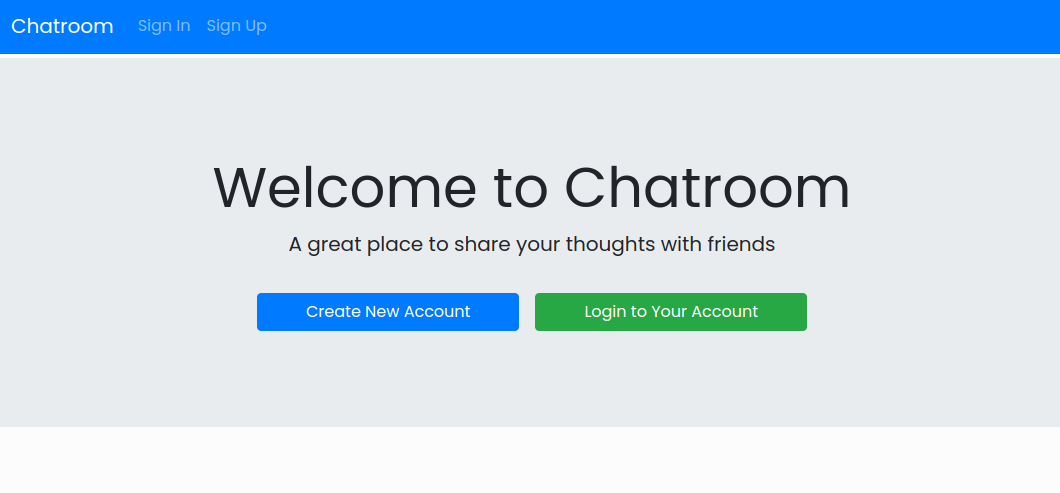 Chatroom Sign In Sign Up
Welcome to Chatroom
A great place to share your thoughts with friends
Create New Account Login to Your Account